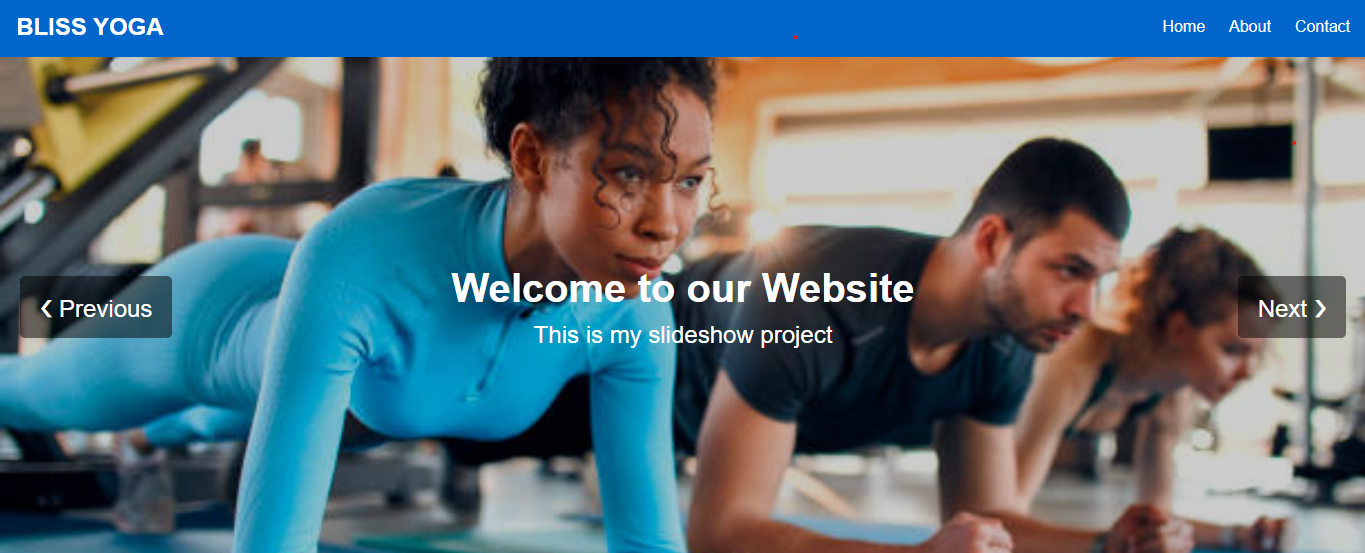 BLISS YOGA
Home About Contact
Welcome to our Website
❮ Previous
Next ❯
This is my slideshow project